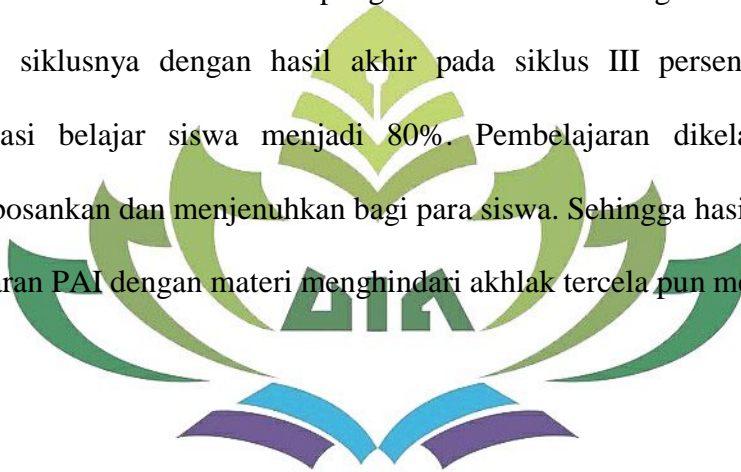 siklusnya dengan hasil akhir pada siklus III persen
asi belajar siswa menjadi 80%. Pembelajaran dikela
bosankan dan menjenuhkan bagi para siswa. Sehingga hasi
aran PAI dengan materi menghindari akhlak tercela pun me